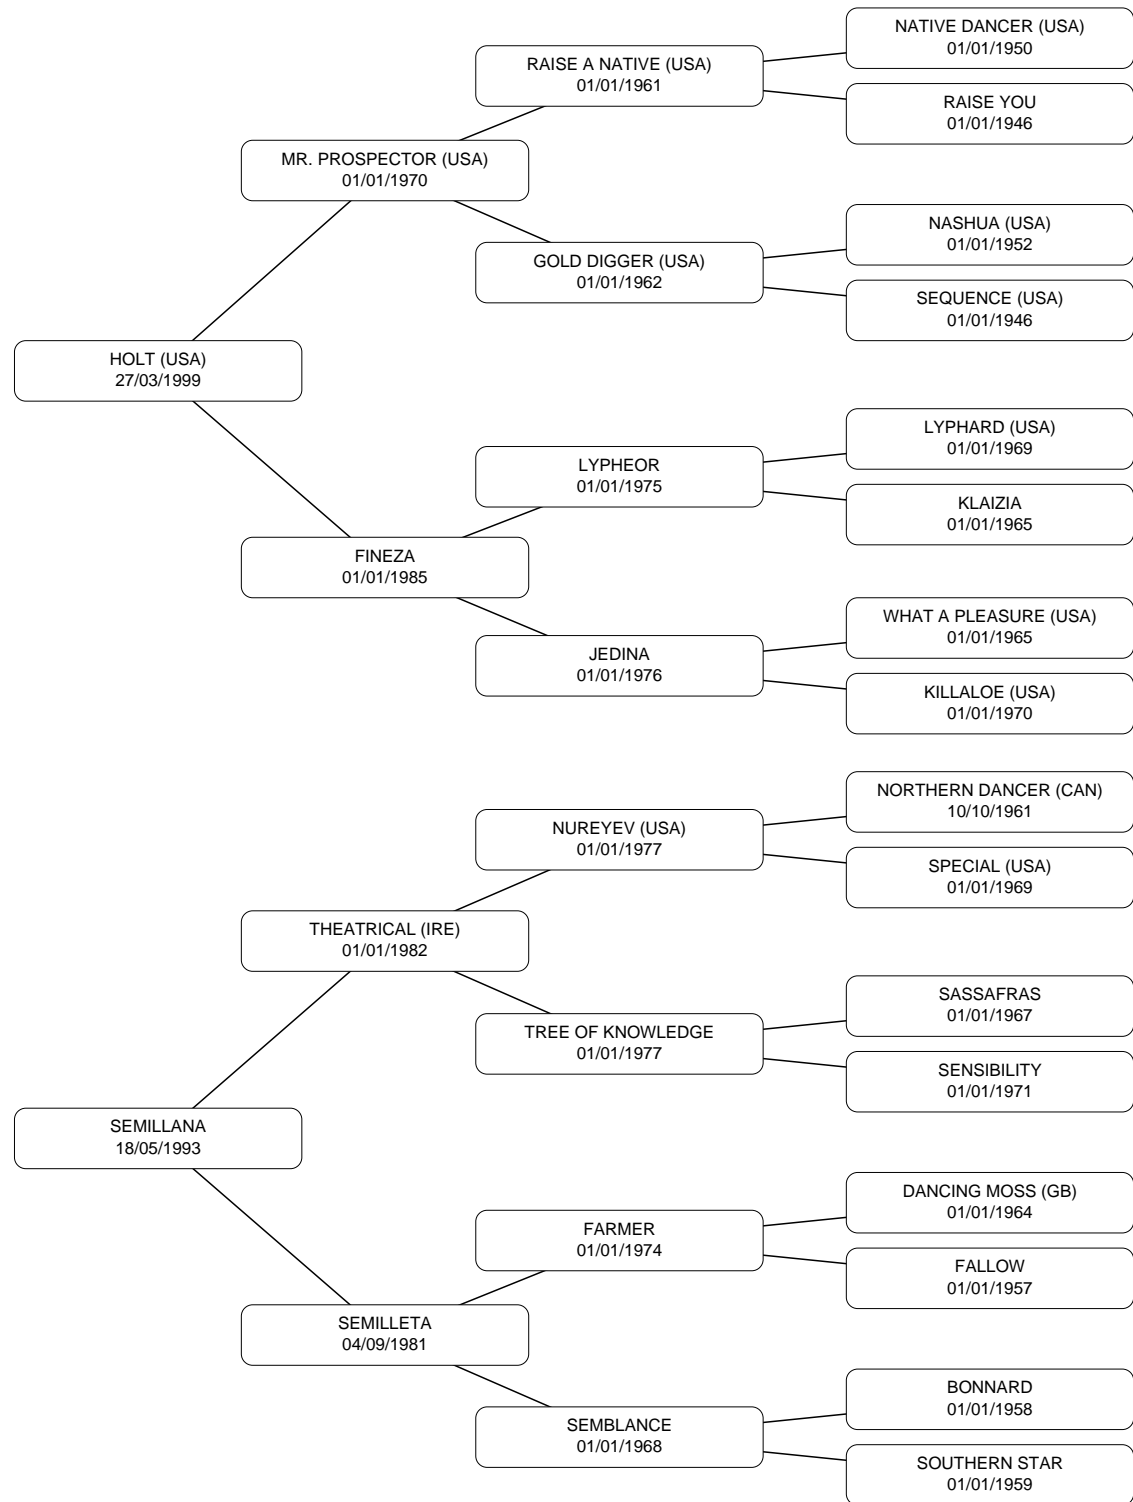 NATIVE DANCER (USA)
01/01/1950
RAISE A NATIVE (USA)
01/01/1961
RAISE YOU
01/01/1946
MR. PROSPECTOR (USA)
01/01/1970
NASHUA (USA)
01/01/1952
GOLD DIGGER (USA)
01/01/1962
SEQUENCE (USA)
01/01/1946
HOLT (USA)
27/03/1999
LYPHARD (USA)
01/01/1969
LYPHEOR
01/01/1975
KLAIZIA
01/01/1965
FINEZA
01/01/1985
WHAT A PLEASURE (USA)
01/01/1965
JEDINA
01/01/1976
KILLALOE (USA)
01/01/1970
NORTHERN DANCER (CAN)
10/10/1961
NUREYEV (USA)
01/01/1977
SPECIAL (USA)
01/01/1969
THEATRICAL (IRE)
01/01/1982
SASSAFRAS
01/01/1967
TREE OF KNOWLEDGE
01/01/1977
SENSIBILITY
01/01/1971
SEMILLANA
18/05/1993
DANCING MOSS (GB)
01/01/1964
FARMER
01/01/1974
FALLOW
01/01/1957
SEMILLETA
04/09/1981
BONNARD
01/01/1958
SEMBLANCE
01/01/1968
SOUTHERN STAR
01/01/1959